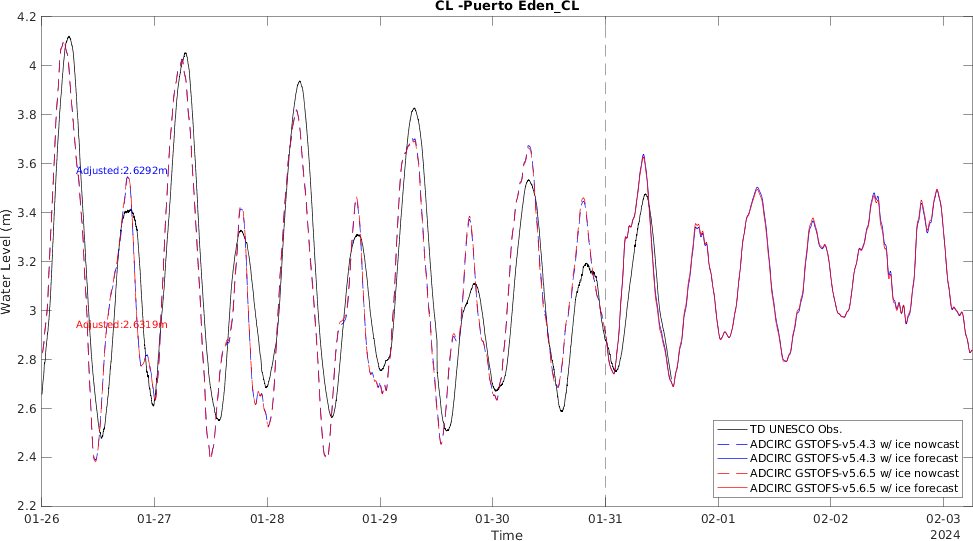 CL -Puerto Eden_CL
4.2
4
3.8
3.6
3.4
3.2
3
2.8
2.6
2.4
2.2
Water Level (m)
Adjusted:2.6292m
Adjusted:2.6319m
TD UNESCO Obs.
ADCIRC GSTOFS-v5.4.3 w/ ice nowcast
ADCIRC GSTOFS-v5.4.3 w/ ice forecast
ADCIRC GSTOFS-v5.6.5 w/ ice nowcast
ADCIRC GSTOFS-v5.6.5 w/ ice forecast
01-26 01-27 01-28 01-29 01-30 01-31 02-01 02-02 02-03
Time
2024